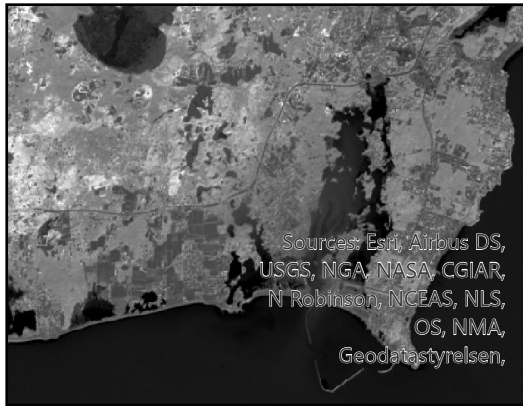 Sources: Esri, Airbus DS,
USGS, NGA, NASA, CGIAR,
N Robinson, NCEAS, NLS,
OS, NMA,
Geodatastyrelsen,